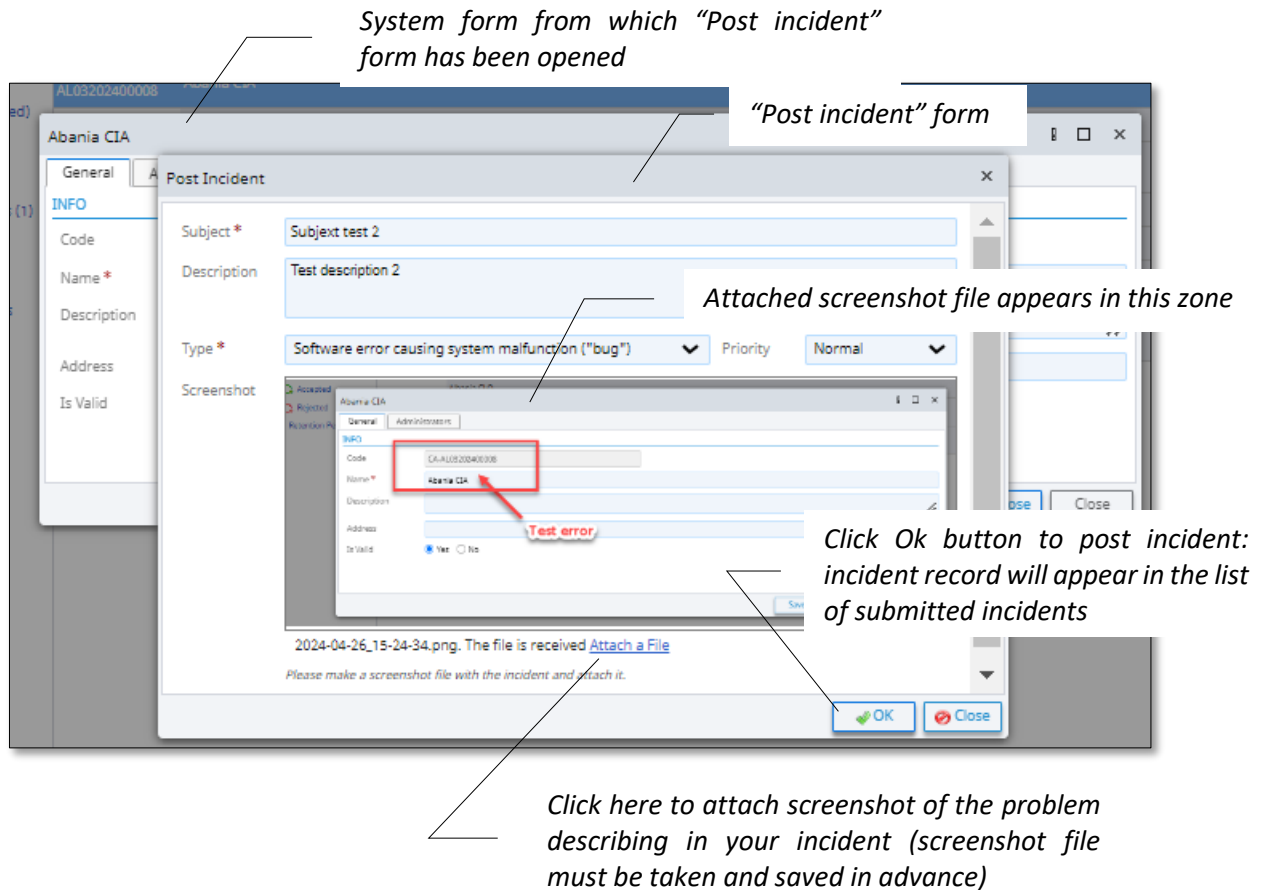 System form from which “Post incident”
form has been opened
AL03202400008 Abania CIA
“Post incident” form
ed)
Abania CIA
General A
Post Incident
(1)
INFO
Code
Name *
Description
Address
Is Valid
Subject * Subjext test 2
Description Test description 2
Attached screenshot file appears in this zone
Type * Software error causing system malfunction ("bug") Priority Normal
Screenshot
Accepted
Rejected
Abania CIA
General Administrators
INFO
Code CA-AL03202400008
Name * Abania CIA
Description
Test error
Address
Is Valid Yes No
Close
Click Ok button to post incident:
incident record will appear in the list
of submitted incidents
2024-04-26_15-24-34.png. The file is received Attach a File
Please make a screenshot file with the incident and attach it.
OK Close
Click here to attach screenshot of the problem
describing in your incident (screenshot file
must be taken and saved in advance)